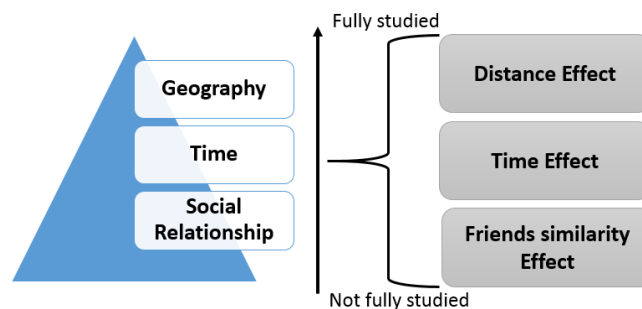 Fully studied
Geography
Time
Social
Relationship
Distance Effect
Time Effect
Friends similarity
Effect
Not fully studied